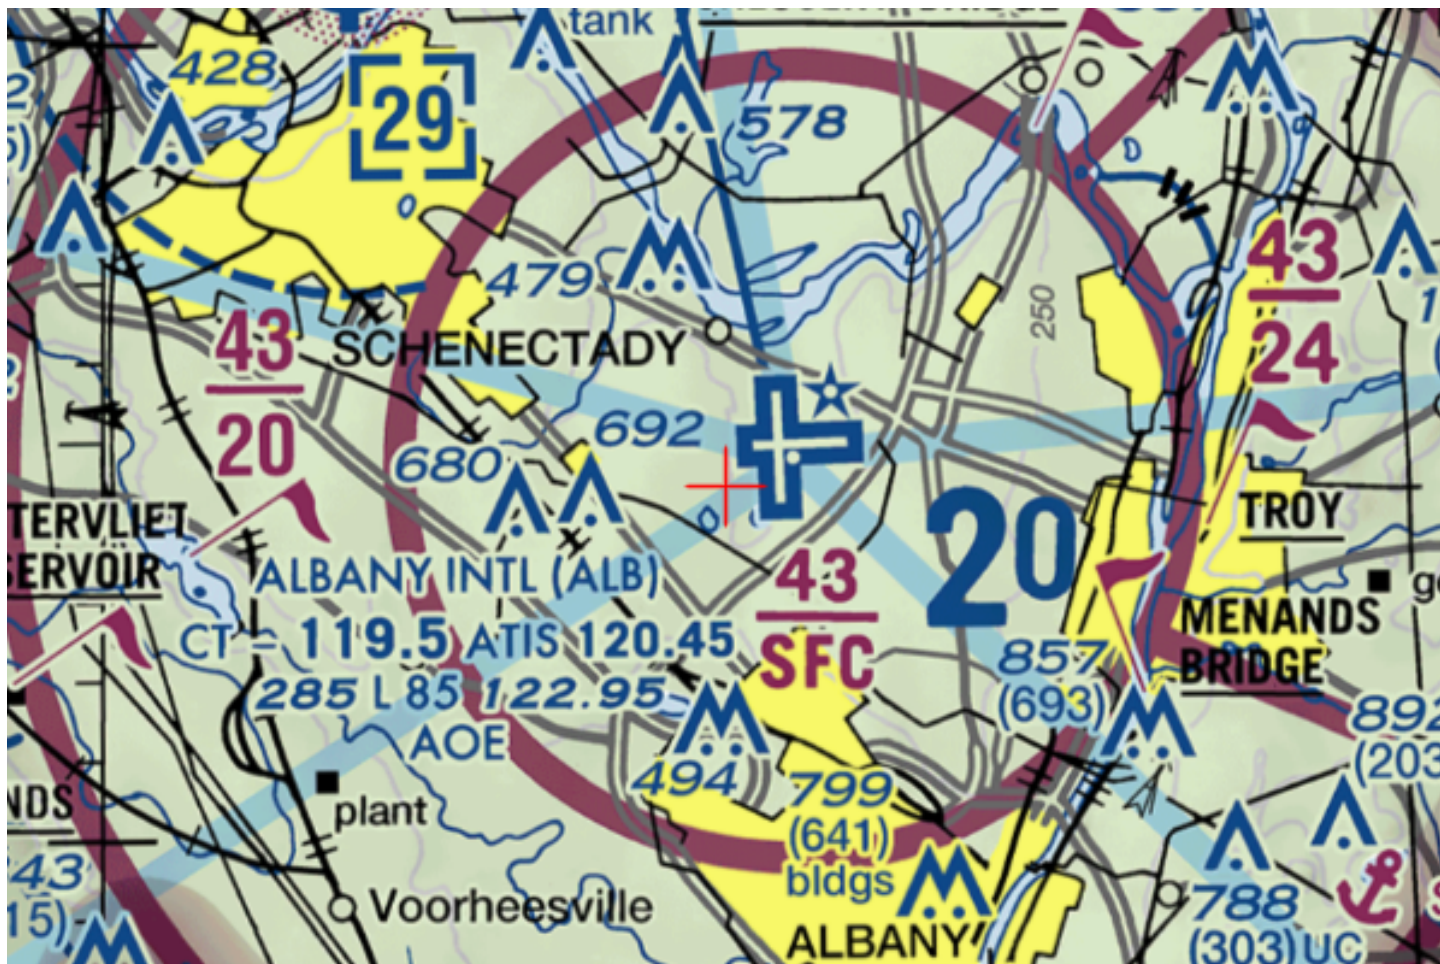 tank
428
29
578
479
43
24
250
43
20
SCHENECTADY
692
680
TERVLIET
SERVOIR
TROY
20
43
SFC
ALBANY INTL (ALB)
CT - 119.5 ATIS 120.45
285 L 85 122.95
AOE
MENANDS
BRIDGE
857
(693)
892
(203
494
799
(641)
bldgs
NDS
plant
43
15)
Voorheesville
788
(303) UC
ALBANY